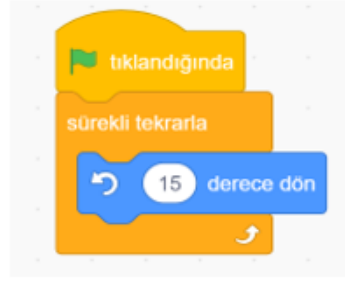 tıklandığında
sürekli tekrarla
15 derece dön